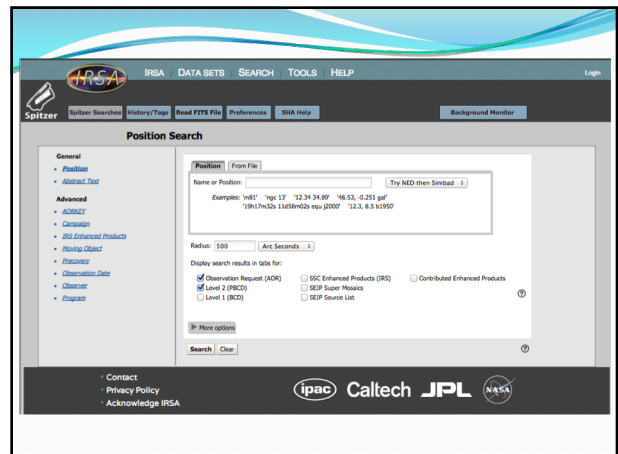 IRSA
IRSA DATA SETS SEARCH TOOLS HELP Login
Spitzer
Spitzer Searches History/Tags Read FITS File Preferences SHA Help Background Monitor
Position Search
General
• Position
• Abstract Text
Advanced
• AORKEY
• Campaign
• IRS Enhanced Products
• Moving Object
• Precovery
• Observation Date
• Observer
• Program
Position From File
Name or Position: Try NED then Simbad
Examples: 'm81' 'ngc 13' '12.34 34.89' '46.53, -0.251 gal'
'19h17m32s 11d58m02s equ j2000' '12.3, 8.5 b1950'
Radius: 500 Arc Seconds
Display search results in tabs for:
Observation Request (AOR) SSC Enhanced Products (IRS) Contributed Enhanced Products
Level 2 (PBCD) SEIP Super Mosaics
Level 1 (BCD) SEIP Source List
?
More options
Search Clear ?
· Contact
· Privacy Policy
· Acknowledge IRSA
ipac Caltech JPL NASA